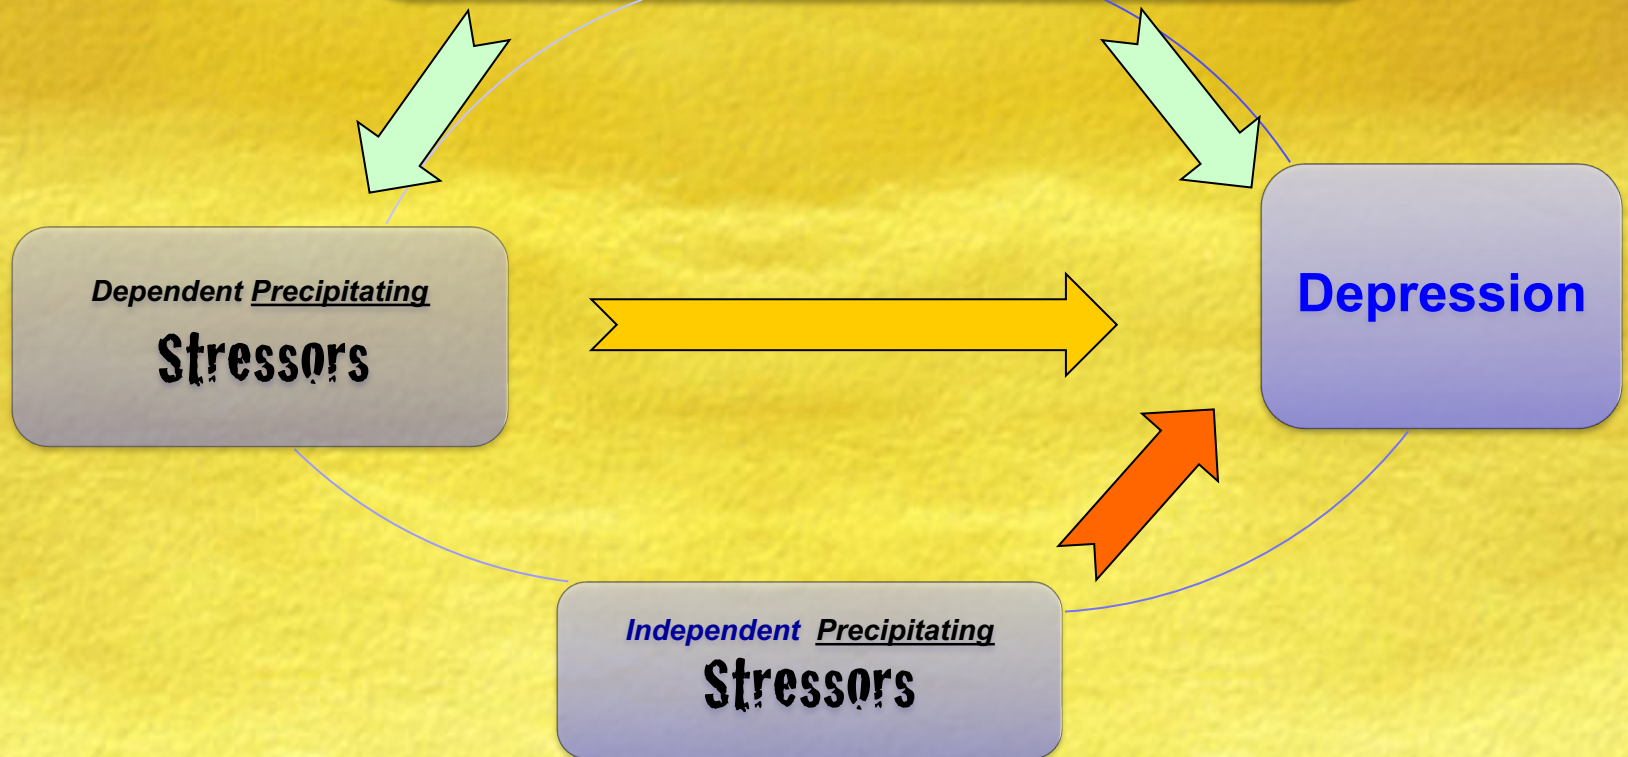 Dependent Precipitating
Stressors
Depression
Independent Precipitating
Stressors